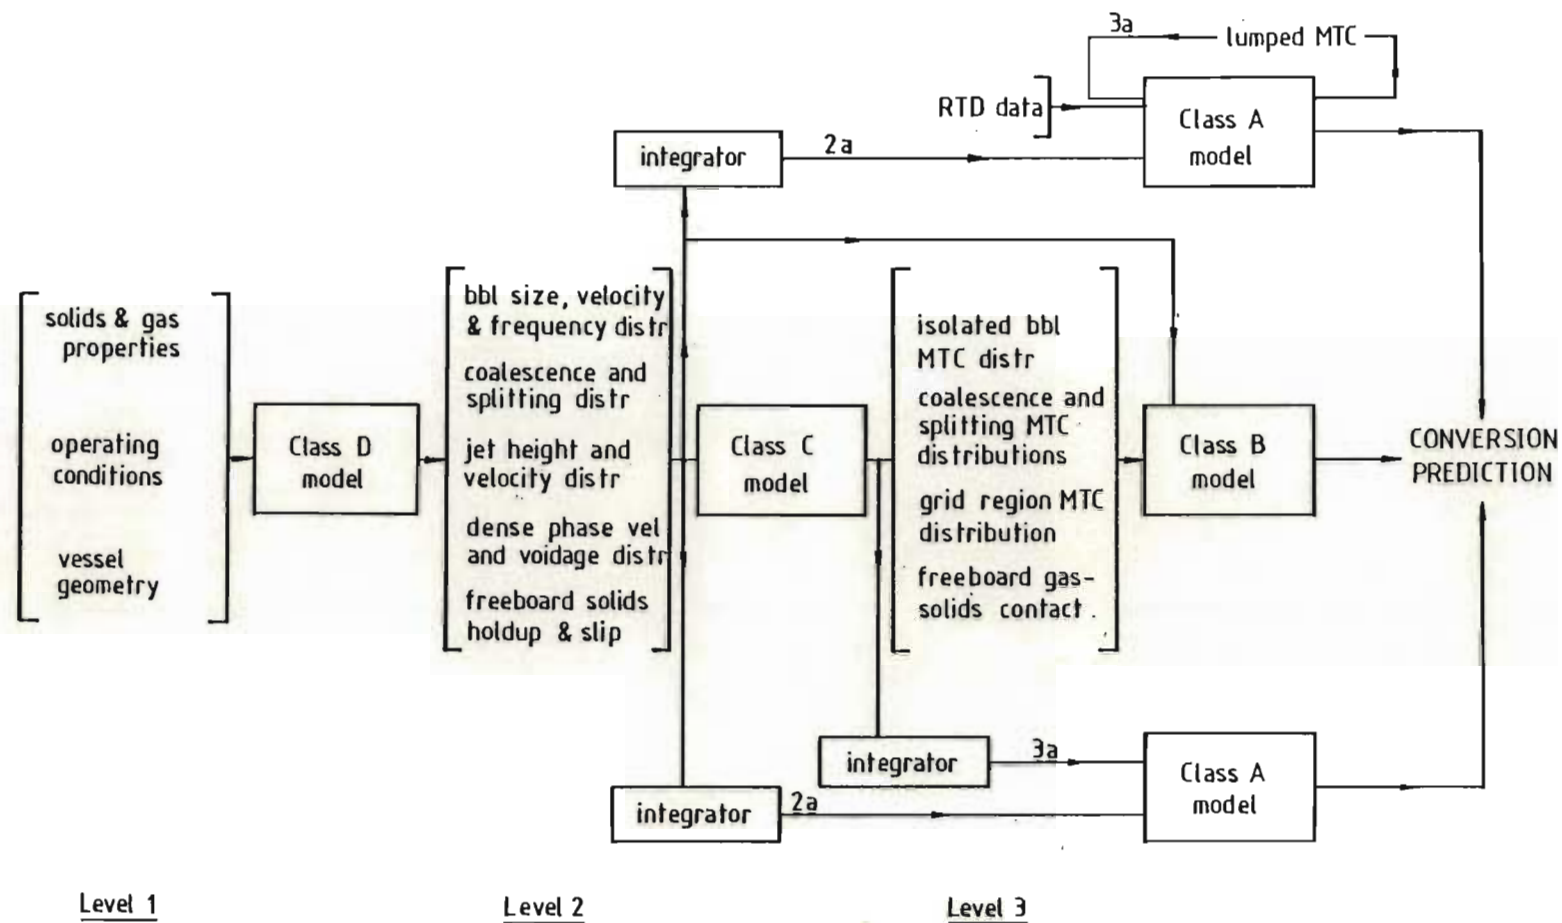 3a
lumped MTC
RTD data
Class A
model
integrator
2a
solids & gas
properties
operating
conditions
vessel
geometry
Class D
model
bbl size, velocity
& frequency distr
coalescence and
splitting distr
jet height and
velocity distr
dense phase vel
and voidage distr
freeboard solids
holdup & slip
Class C
model
isolated bbl
MTC distr
coalescence and
splitting MTC
distributions
grid region MTC
distribution
freeboard gas-
solids contact .
Class B
model
CONVERSION
PREDICTION
integrator
3a
integrator
2a
Class A
model
Level 1
Level 2
Level 3